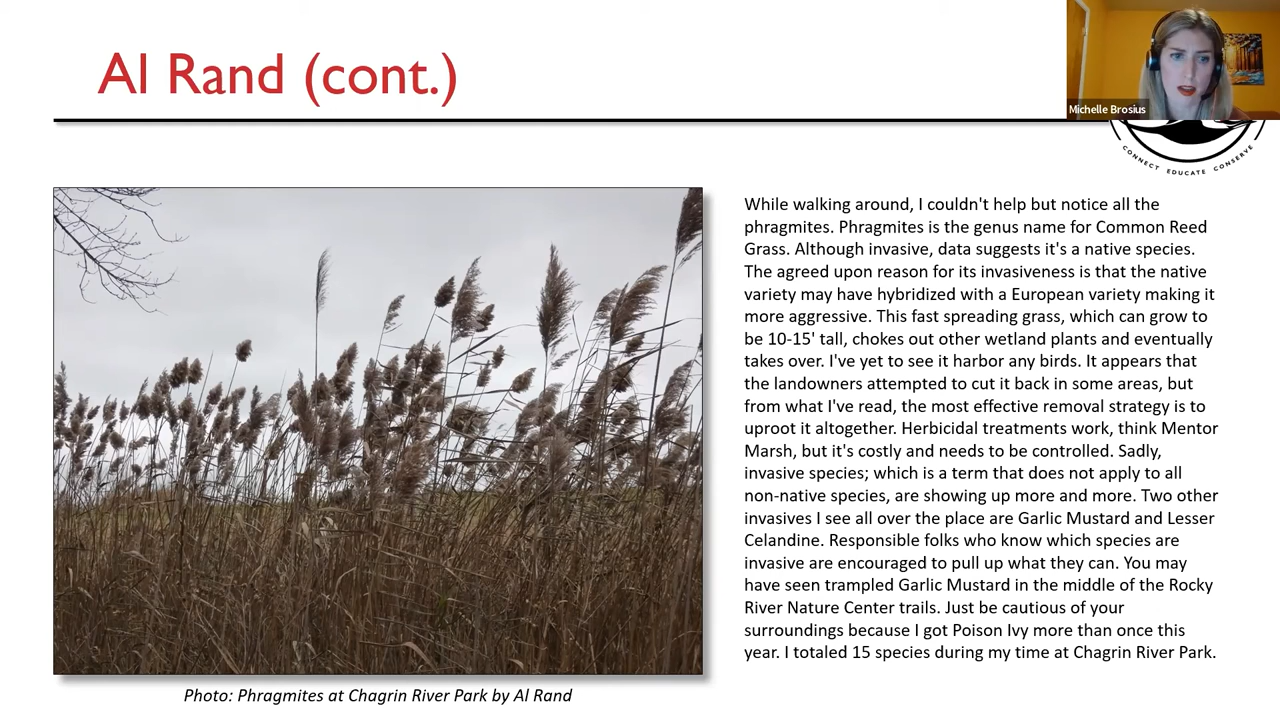 Al Rand (cont.)
Michelle Brosius
CONNECT EDUCATE CONSERVE
While walking around, I couldn't help but notice all the
phragmites. Phragmites is the genus name for Common Reed
Grass. Although invasive, data suggests it's a native species.
The agreed upon reason for its invasiveness is that the native
variety may have hybridized with a European variety making it
more aggressive. This fast spreading grass, which can grow to
be 10-15' tall, chokes out other wetland plants and eventually
takes over. I've yet to see it harbor any birds. It appears that
the landowners attempted to cut it back in some areas, but
from what I've read, the most effective removal strategy is to
uproot it altogether. Herbicidal treatments work, think Mentor
Marsh, but it's costly and needs to be controlled. Sadly,
invasive species; which is a term that does not apply to all
non-native species, are showing up more and more. Two other
invasives I see all over the place are Garlic Mustard and Lesser
Celandine. Responsible folks who know which species are
invasive are encouraged to pull up what they can. You may
have seen trampled Garlic Mustard in the middle of the Rocky
River Nature Center trails. Just be cautious of your
surroundings because I got Poison Ivy more than once this
year. I totaled 15 species during my time at Chagrin River Park.
Photo: Phragmites at Chagrin River Park by Al Rand